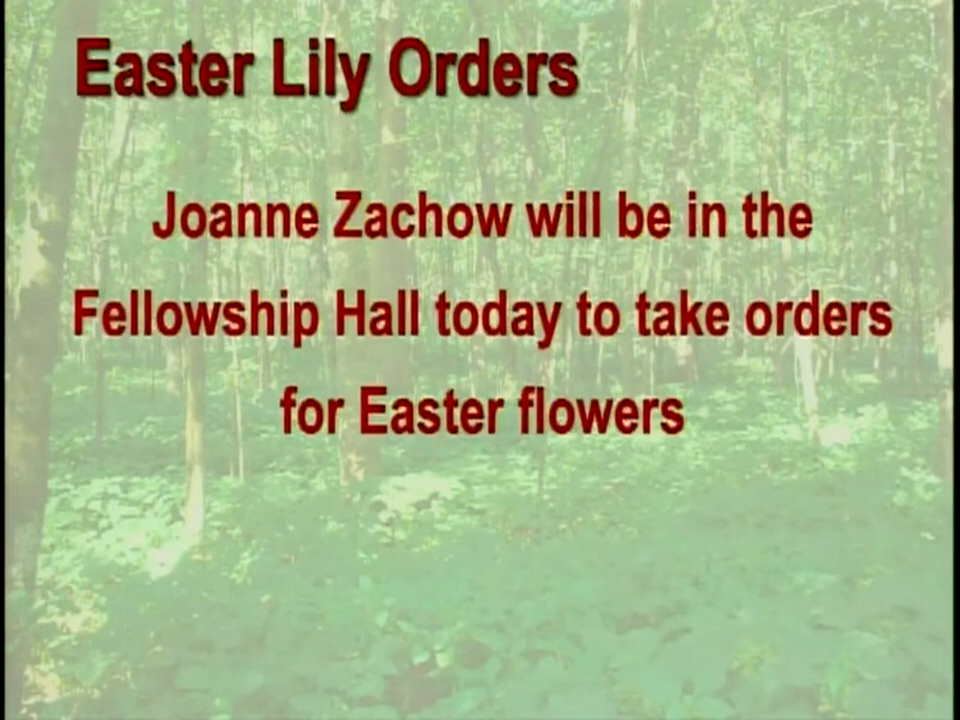 Easter Lily Orders
Joanne Zachow will be in the
Fellowship Hall today to take orders
for Easter flowers